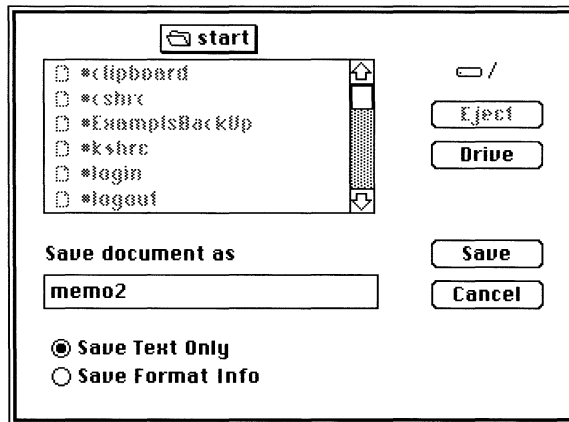 start
*clipboard
*cshrc
*ExamplsBackUp
*kshrc
*login
*logout
/
Eject
Drive
Save document as
memo2
Save
Cancel
Save Text Only
Save Format Info